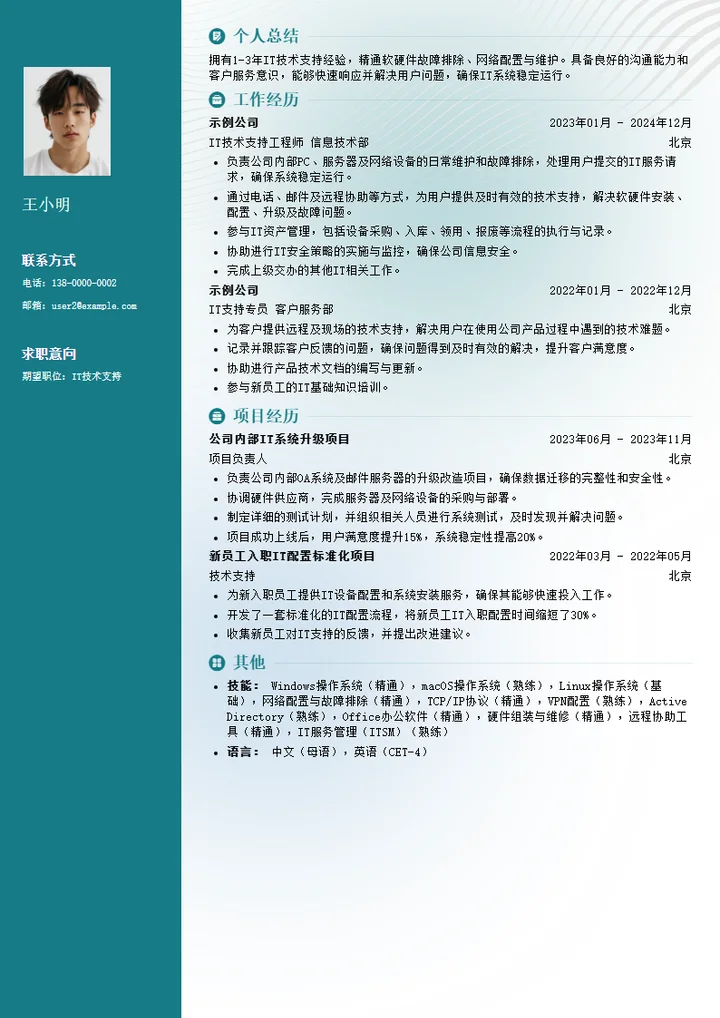 王小明
联系方式
电话：138-0000-0002
邮箱：user2@example.com
求职意向
期望职位：IT技术支持
个人总结
拥有1-3年IT技术支持经验，精通软硬件故障排除、网络配置与维护。具备良好的沟通能力和
客户服务意识，能够快速响应并解决用户问题，确保IT系统稳定运行。
工作经历
示例公司 2023年01月 - 2024年12月
IT技术支持工程师 信息技术部 北京
• 负责公司内部PC、服务器及网络设备的日常维护和故障排除，处理用户提交的IT服务请
求，确保系统稳定运行。
• 通过电话、邮件及远程协助等方式，为用户提供及时有效的技术支持，解决软硬件安装、
配置、升级及故障问题。
• 参与IT资产管理，包括设备采购、入库、领用、报废等流程的执行与记录。
• 协助进行IT安全策略的实施与监控，确保公司信息安全。
• 完成上级交办的其他IT相关工作。
示例公司 2022年01月 - 2022年12月
IT支持专员 客户服务部 北京
• 为客户提供远程及现场的技术支持，解决用户在使用公司产品过程中遇到的技术难题。
• 记录并跟踪客户反馈的问题，确保问题得到及时有效的解决，提升客户满意度。
• 协助进行产品技术文档的编写与更新。
• 参与新员工的IT基础知识培训。
项目经历
公司内部IT系统升级项目 2023年06月 - 2023年11月
项目负责人 北京
• 负责公司内部OA系统及邮件服务器的升级改造项目，确保数据迁移的完整性和安全性。
• 协调硬件供应商，完成服务器及网络设备的采购与部署。
• 制定详细的测试计划，并组织相关人员进行系统测试，及时发现并解决问题。
• 项目成功上线后，用户满意度提升15%，系统稳定性提高20%。
新员工入职IT配置标准化项目 2022年03月 - 2022年05月
技术支持 北京
• 为新入职员工提供IT设备配置和系统安装服务，确保其能够快速投入工作。
• 开发了一套标准化的IT配置流程，将新员工IT入职配置时间缩短了30%。
• 收集新员工对IT支持的反馈，并提出改进建议。
其他
• 技能： Windows操作系统（精通），macOS操作系统（熟练），Linux操作系统（基
础），网络配置与故障排除（精通），TCP/IP协议（精通），VPN配置（熟练），Active
Directory（熟练），Office办公软件（精通），硬件组装与维修（精通），远程协助工
具（精通），IT服务管理（ITSM）（熟练）
• 语言： 中文（母语），英语（CET-4）